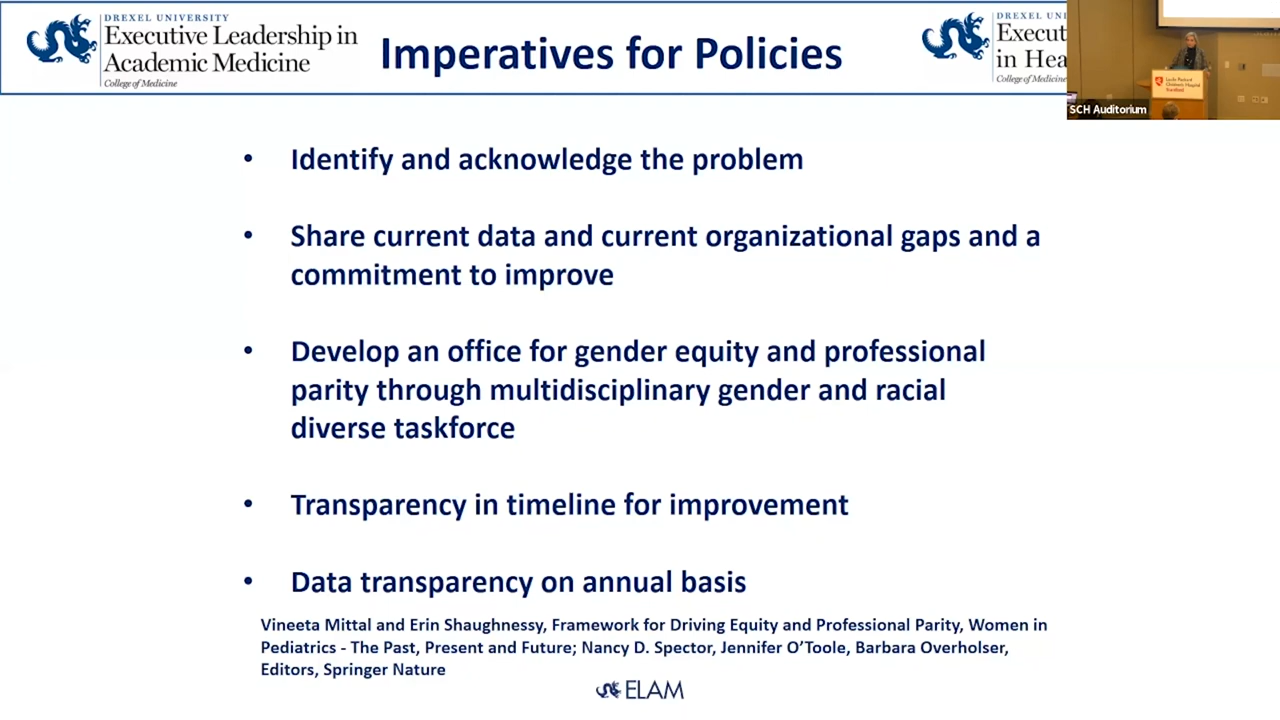 DREXEL UNIVERSITY
Executive Leadership in
Academic Medicine
College of Medicine
Imperatives for Policies
DREXEL UNI
Execut
in Hea
College of Medicine
SCH Auditorium
• Identify and acknowledge the problem
• Share current data and current organizational gaps and a
commitment to improve
• Develop an office for gender equity and professional
parity through multidisciplinary gender and racial
diverse taskforce
• Transparency in timeline for improvement
• Data transparency on annual basis
Vineeta Mittal and Erin Shaughnessy, Framework for Driving Equity and Professional Parity, Women in
Pediatrics - The Past, Present and Future; Nancy D. Spector, Jennifer O’Toole, Barbara Overholser,
Editors, Springer Nature
ELAM